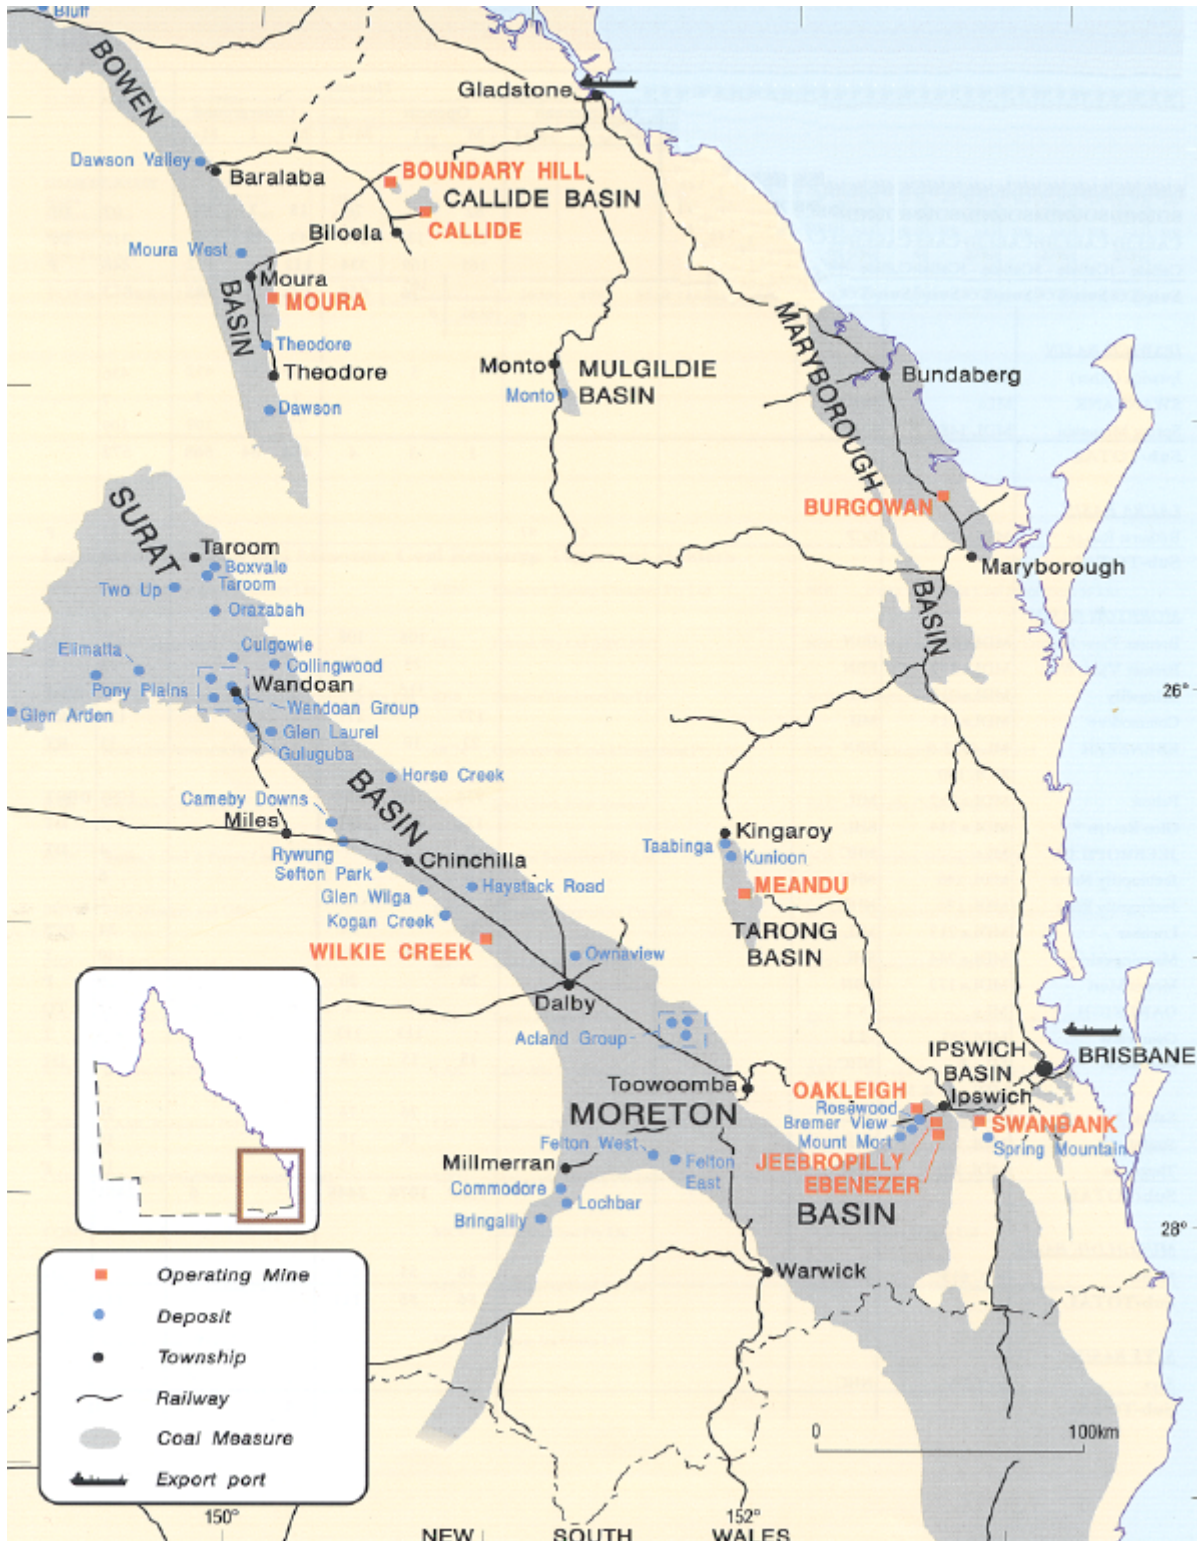 Bluff
BOWEN
Gladstone
Dawson Valley
Baralaba
BOUNDARY HILL
CALLIDE BASIN
CALLIDE
Biloela
Moura West
Moura
MOURA
BASIN
Theodore
Theodore
Dawson
Monto
MULGILDIE
BASIN
Monto
MARYBOROUGH
Bundaberg
BURGOWAN
Maryborough
BASIN
SURAT
Taroom
Boxvale
Taroom
Two Up
Orazabah
Culgowie
Elimatta
Collingwood
Pony Plains
Wandoan
Wandoan Group
Glen Arden
Glen Laurel
Guluguba
26°
BASIN
Horse Creek
Cameby Downs
Miles
Rywung
Chinchilla
Sefton Park
Glen Wilga
Haystack Road
Kogan Creek
WILKIE CREEK
Kingaroy
Taabinga
Kunioon
MEANDU
TARONG
BASIN
Ownaview
Dalby
Acland Group
IPSWICH
BASIN
BRISBANE
Toowoomba
OAKLEIGH
Ipswich
MORETON
Rosewood
Bremer View
SWANBANK
Mount Mort
Spring Mountain
JEEBROPILLY
EBENEZER
BASIN
Felton West
Felton
East
Millmerran
Commodore
Lochbar
Bringalily
28°
Warwick
Operating Mine
Deposit
Township
Railway
Coal Measure
Export port
0 100km
150° 152°
NEW SOUTH WALES